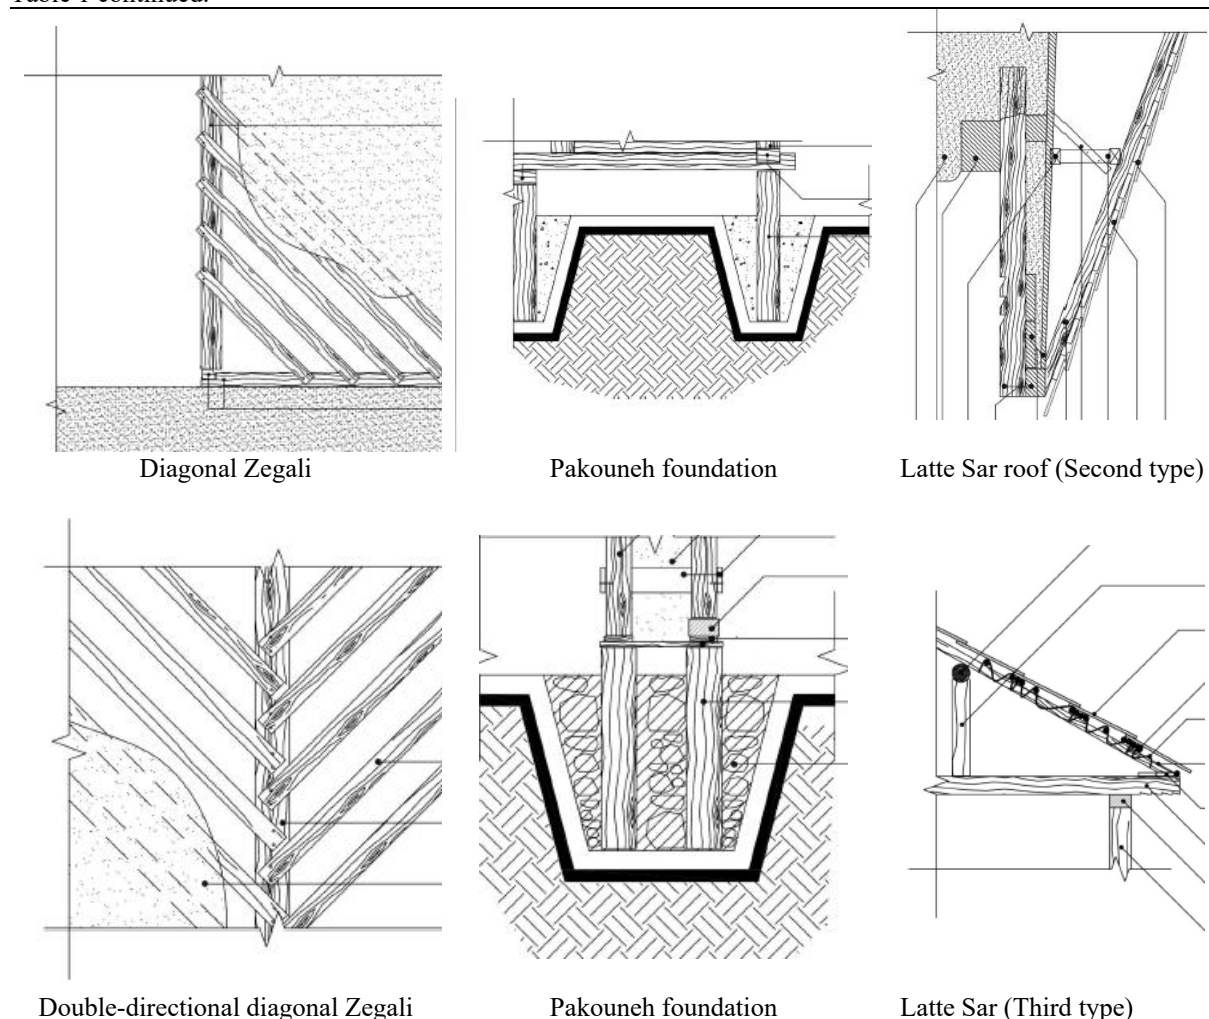 Table 1 continued.
Diagonal Zegali Pakouneh foundation Latte Sar roof (Second type)
Double-directional diagonal Zegali Pakouneh foundation Latte Sar (Third type)